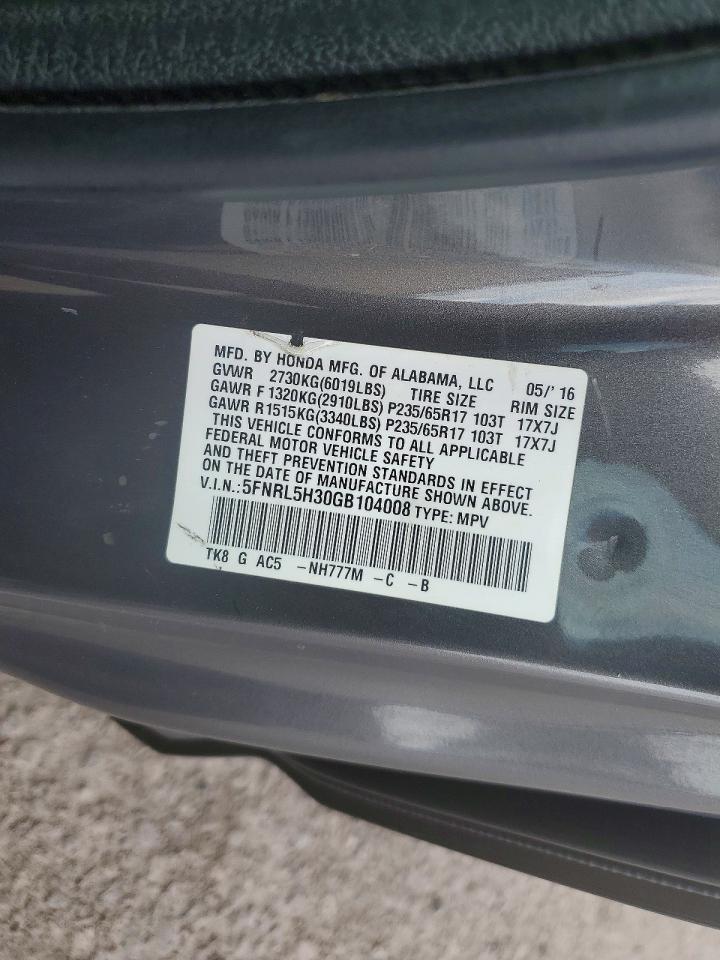 MFD. BY HONDA MFG. OF ALABAMA, LLC 05/'16
GVWR 2730KG(6019LBS) TIRE SIZE RIM SIZE
GAWR F 1320KG(2910LBS) P235/65R17 103T 17X7J
GAWR R1515KG(3340LBS) P235/65R17 103T 17X7J
THIS VEHICLE CONFORMS TO ALL APPLICABLE
FEDERAL MOTOR VEHICLE SAFETY
AND THEFT PREVENTION STANDARDS IN EFFECT
ON THE DATE OF MANUFACTURE SHOWN ABOVE.
V.I.N.:5FNRL5H30GB104008 TYPE: MPV
TK8 G AC5 -NH777M -C -B